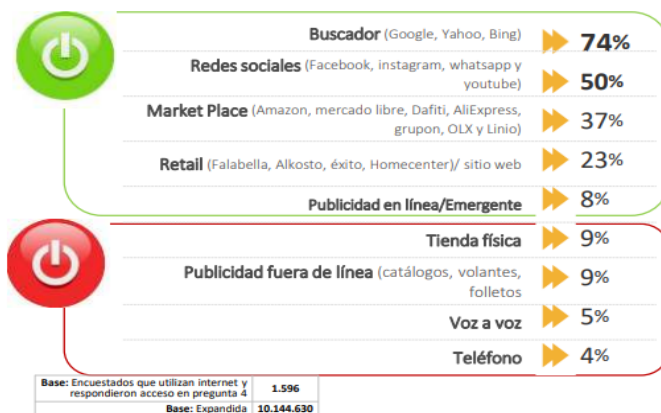 Buscador (Google, Yahoo, Bing) 74%
Redes sociales (Facebook, instagram, whatsapp y
youtube) 50%
Market Place (Amazon, mercado libre, Dafiti, AliExpress,
grupon, OLX y Linio) 37%
Retail (Falabella, Alkosto, éxito, Homecenter)/ sitio web 23%
Publicidad en línea/Emergente 8%
Tienda física 9%
Publicidad fuera de línea (catálogos, volantes,
folletos 9%
Voz a voz 5%
Teléfono 4%
Base: Encuestados que utilizan internet y
respondieron acceso en pregunta 4 1.596
Base: Expandida 10.144.630